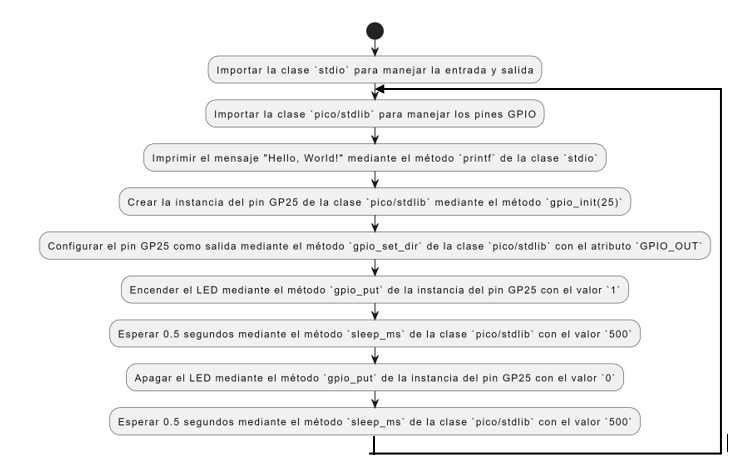 Importar la clase `stdio` para manejar la entrada y salida
Importar la clase `pico/stdlib` para manejar los pines GPIO
Imprimir el mensaje "Hello, World!" mediante el método `printf` de la clase `stdio`
Crear la instancia del pin GP25 de la clase `pico/stdlib` mediante el método `gpio_init(25)`
Configurar el pin GP25 como salida mediante el método `gpio_set_dir` de la clase `pico/stdlib` con el atributo `GPIO_OUT`
Encender el LED mediante el método `gpio_put` de la instancia del pin GP25 con el valor `1`
Esperar 0.5 segundos mediante el método `sleep_ms` de la clase `pico/stdlib` con el valor `500`
Apagar el LED mediante el método `gpio_put` de la instancia del pin GP25 con el valor `0`
Esperar 0.5 segundos mediante el método `sleep_ms` de la clase `pico/stdlib` con el valor `500`